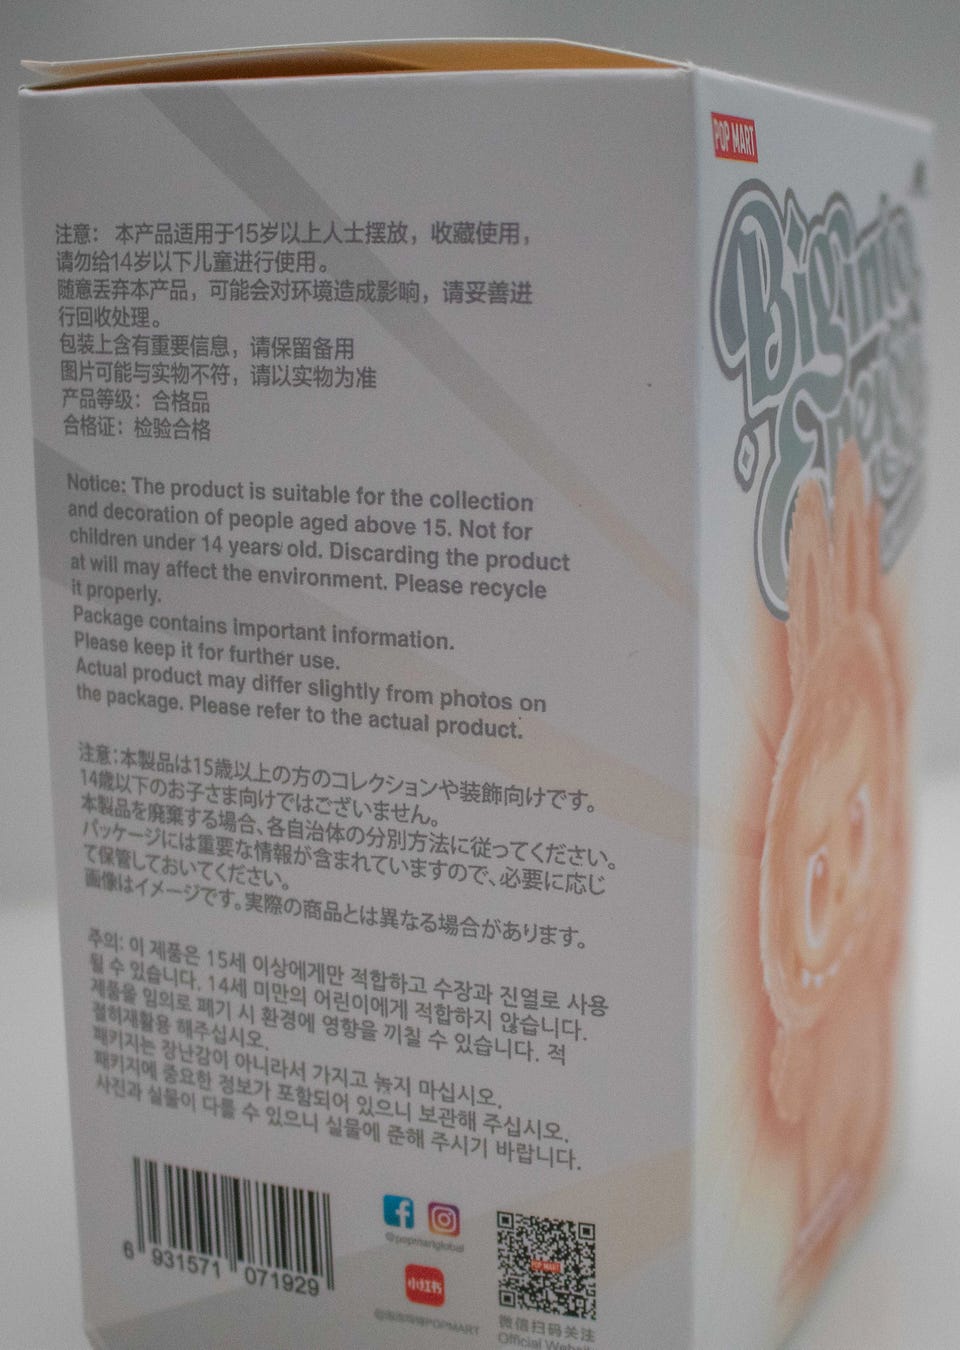 注意：本产品适用于15岁以上人士摆放，收藏使用，
请勿给14岁以下儿童进行使用。
随意丢弃本产品，可能会对环境造成影响，请妥善进
行回收处理。
包装上含有重要信息，请保留备用
图片可能与实物不符，请以实物为准
产品等级：合格品
合格证：检验合格
Notice: The product is suitable for the collection
and decoration of people aged above 15. Not for
children under 14 years old. Discarding the product
at will may affect the environment. Please recycle
it properly.
Package contains important information.
Please keep it for further use.
Actual product may differ slightly from photos on
the package. Please refer to the actual product.
注意：本製品は15歳以上の方のコレクションや装飾向けです。
14歳以下のお子さま向けではございません。
本製品を廃棄する場合、各自治体の分別方法に従ってください。
パッケージには重要な情報が含まれていますので、必要に応じ
て保管しておいてください。
画像はイメージです。実際の商品とは異なる場合があります。
주의: 이 제품은 15세 이상에게만 적합하고 수장과 진열로 사용
될 수 있습니다. 14세 미만의 어린이에게 적합하지 않습니다.
제품을 임의로 폐기 시 환경에 영향을 끼칠 수 있습니다. 적
절히재활용 해주십시오.
패키지는 장난감이 아니라서 가지고 놀지 마십시오.
패키지에 중요한 정보가 포함되어 있으니 보관해 주십시오.
사진과 실물이 다를 수 있으니 실물에 준해 주시기 바랍니다.
6 931571 071929
@popmartglobal
小红书
POPMART
POP MART
微信扫码关注
Official Website
POP MART
Big into